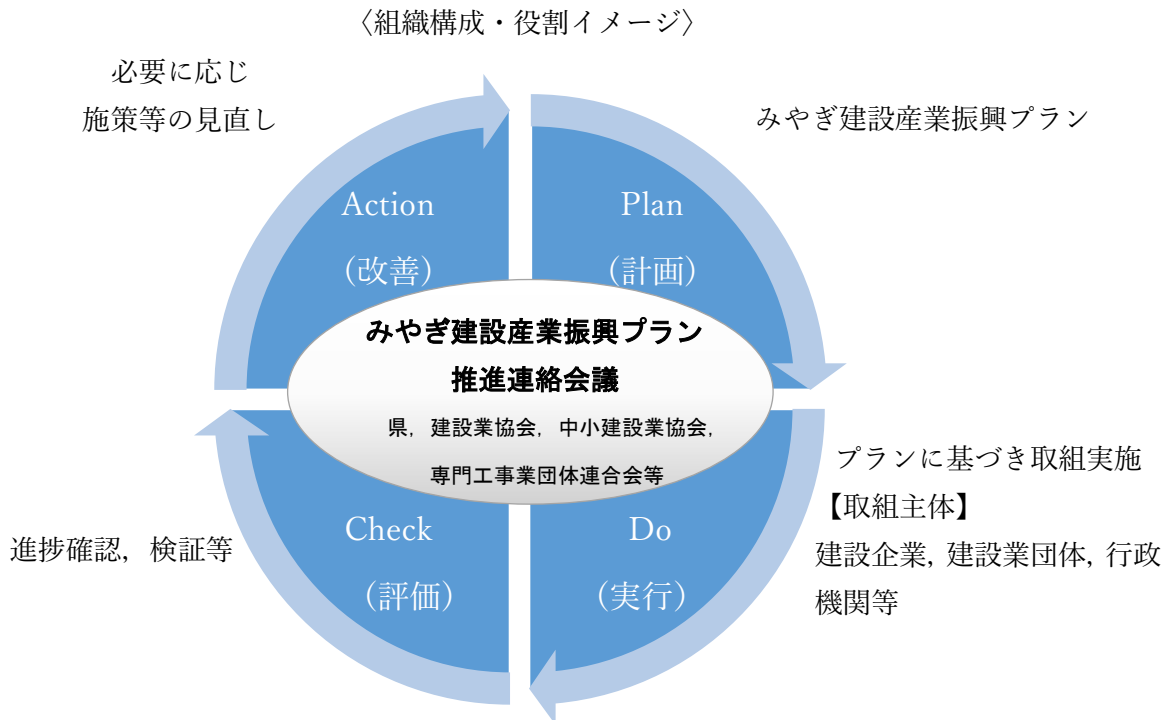 〈組織構成・役割イメージ〉
必要に応じ
施策等の見直し
みやぎ建設産業振興プラン
Action
（改善）
Plan
（計画）
みやぎ建設産業振興プラン
推進連絡会議
県，建設業協会，中小建設業協会，
専門工事業団体連合会等
プランに基づき取組実施
【取組主体】
建設企業, 建設業団体, 行政
機関等
進捗確認，検証等
Check
（評価）
Do
（実行）